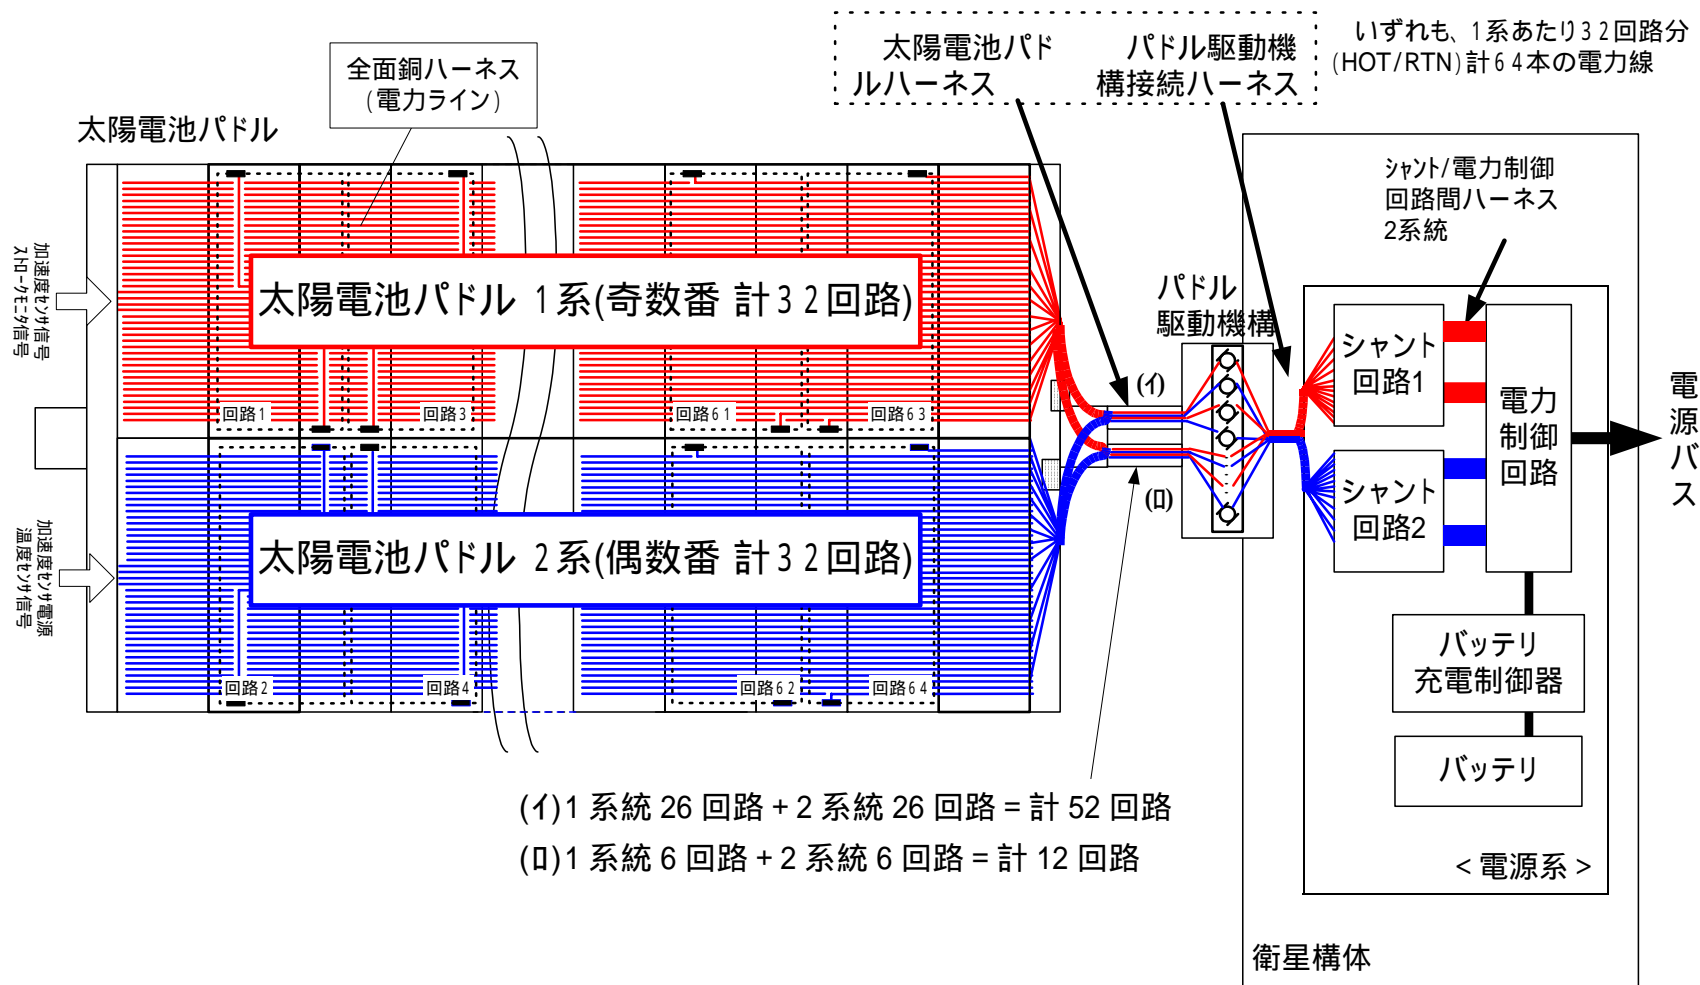 太陽電池パド
ルハーネス
パドル駆動機
構接続ハーネス
いずれも、1系あたり32回路分
(HOT/RTN)計64本の電力線
全面銅ハーネス
(電力ライン)
太陽電池パドル
シャント/電力制御
回路間ハーネス
2系統
加速度センサ信号
ストロークモニタ信号
太陽電池パドル 1系(奇数番 計32回路)
回路1
回路3
回路61
回路63
パドル
駆動機構
(イ)
(ロ)
シャント
回路1
シャント
回路2
電力
制御
回路
電源バス
加速度センサ電源
温度センサ信号
太陽電池パドル 2系(偶数番 計32回路)
回路2
回路4
回路62
回路64
バッテリ
充電制御器
バッテリ
(イ)1 系統 26 回路 + 2 系統 26 回路 = 計 52 回路
(ロ)1 系統 6 回路 + 2 系統 6 回路 = 計 12 回路
< 電源系 >
衛星構体